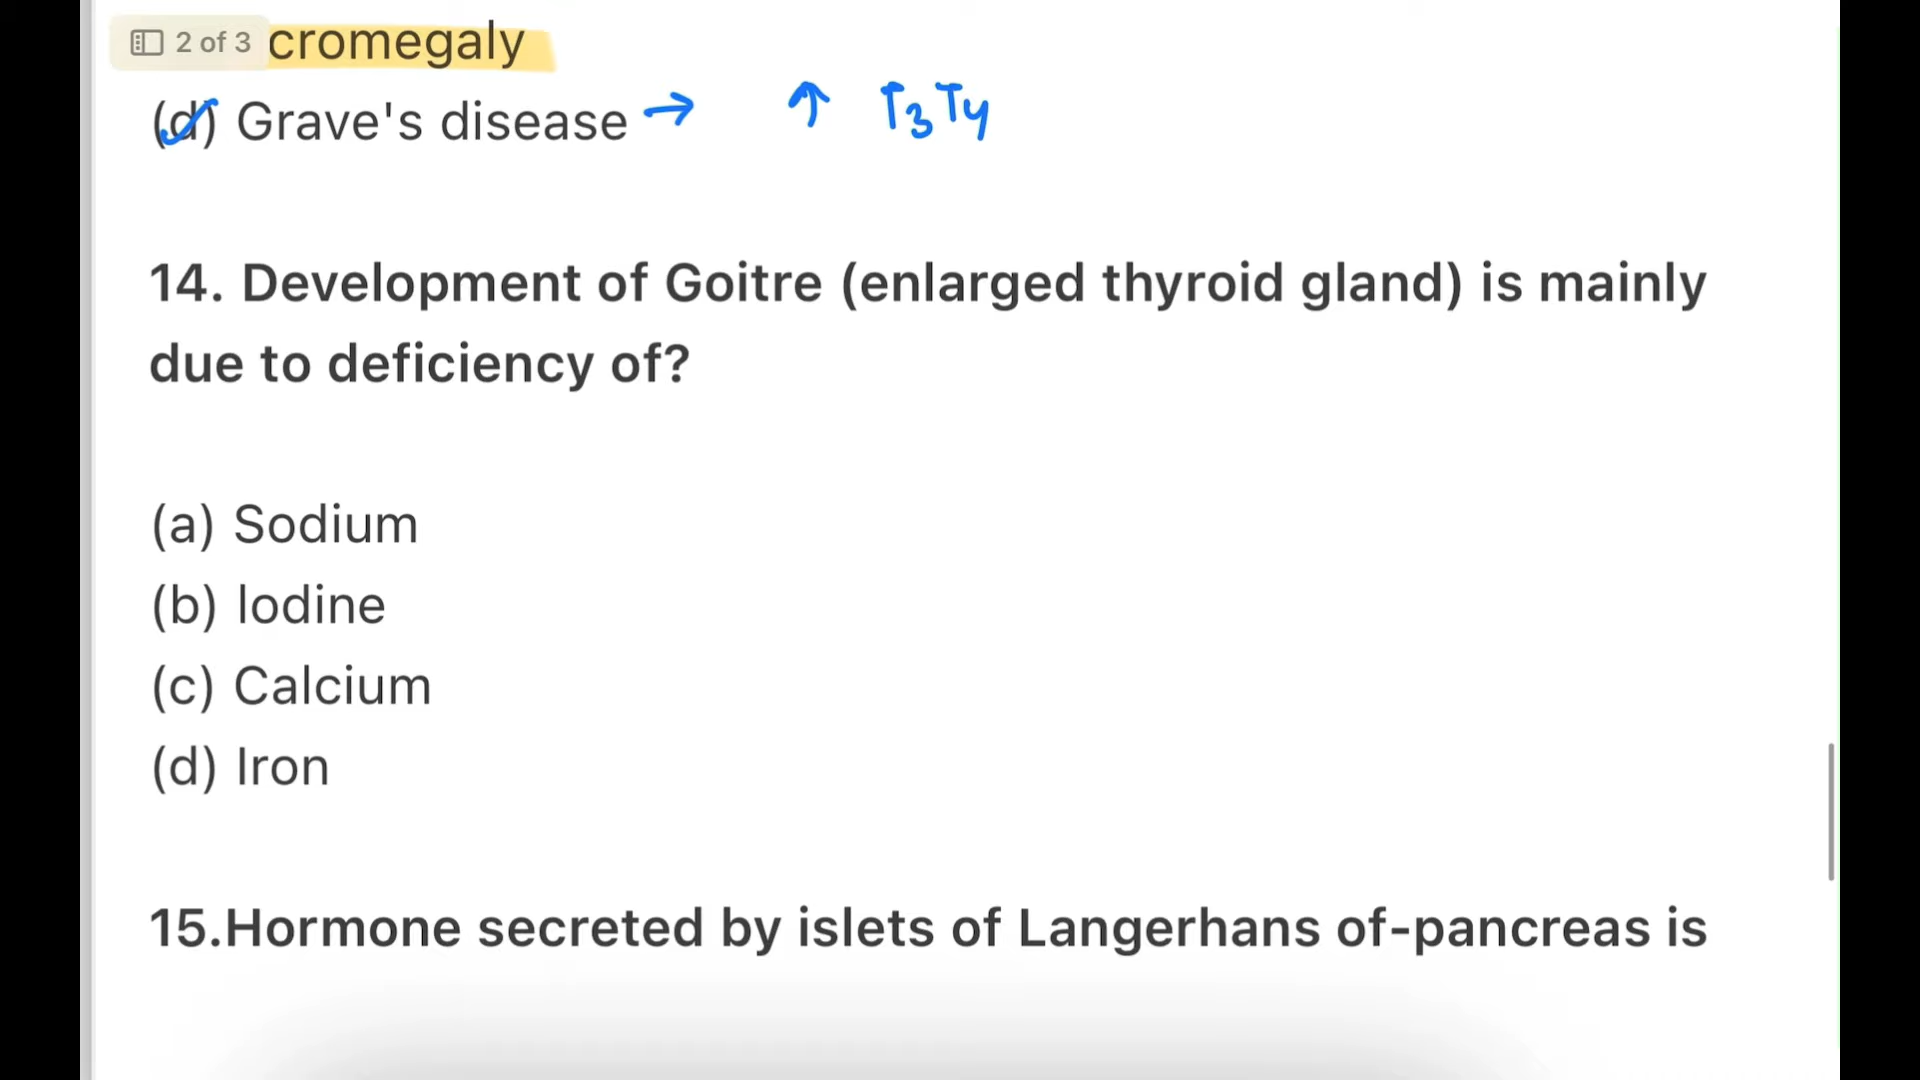 2 of 3 cromegaly
(d) Grave's disease → ↑ T3 T4
14. Development of Goitre (enlarged thyroid gland) is mainly
due to deficiency of?
(a) Sodium
(b) Iodine
(c) Calcium
(d) Iron
15.Hormone secreted by islets of Langerhans of-pancreas is